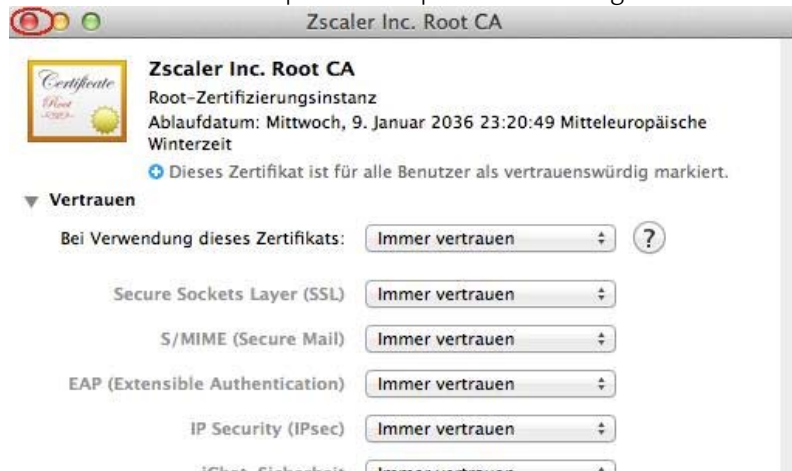 Zscaler Inc. Root CA
Certificate
Root
Zscaler Inc. Root CA
Root-Zertifizierungsinstanz
Ablaufdatum: Mittwoch, 9. Januar 2036 23:20:49 Mitteleuropäische
Winterzeit
Dieses Zertifikat ist für alle Benutzer als vertrauenswürdig markiert.
Vertrauen
Bei Verwendung dieses Zertifikats: Immer vertrauen ?
Secure Sockets Layer (SSL) Immer vertrauen
S/MIME (Secure Mail) Immer vertrauen
EAP (Extensible Authentication) Immer vertrauen
IP Security (IPsec) Immer vertrauen